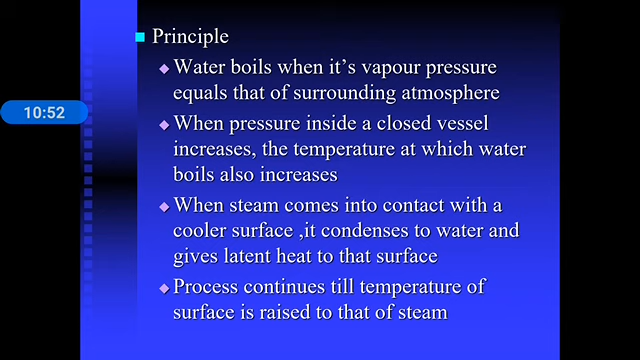 Principle
Water boils when it's vapour pressure
equals that of surrounding atmosphere
10:52
When pressure inside a closed vessel
increases, the temperature at which water
boils also increases
When steam comes into contact with a
cooler surface ,it condenses to water and
gives latent heat to that surface
Process continues till temperature of
surface is raised to that of steam